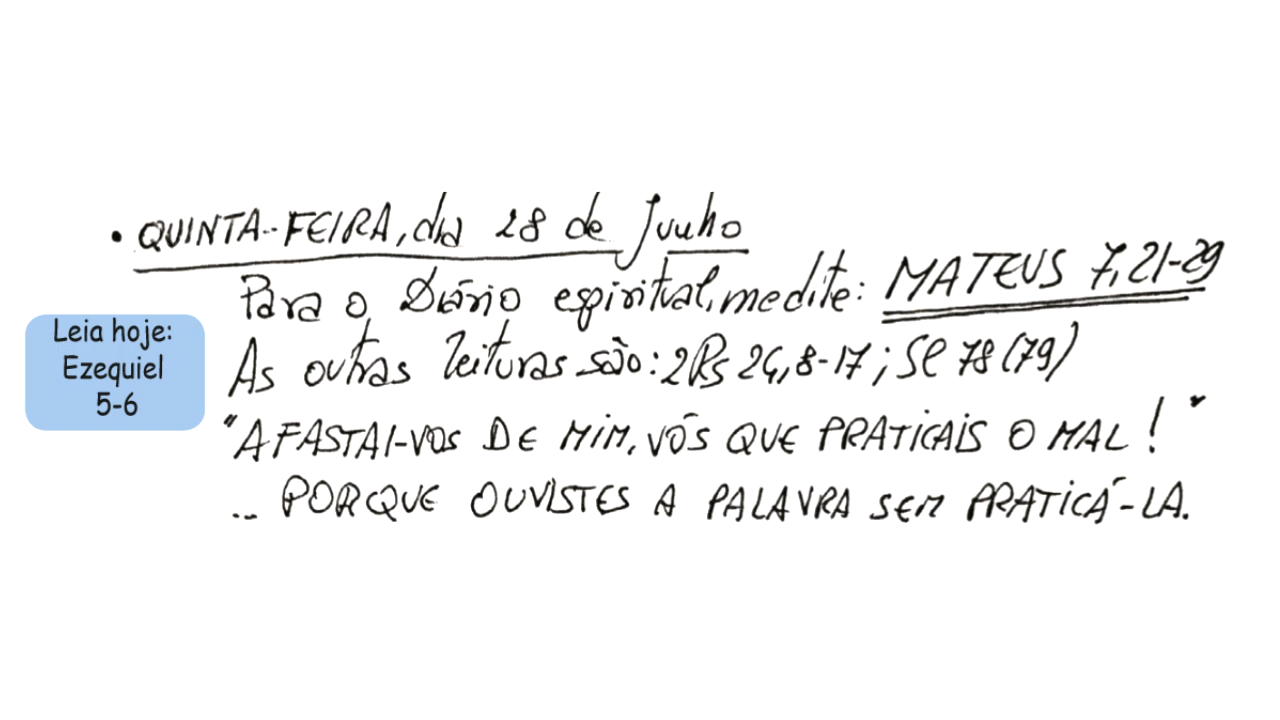 • QUINTA-FEIRA, dia 28 de Junho
Para o Diário espiritual, medite: MATEUS 7,21-29
Leia hoje:
Ezequiel
5-6
As outras leituras são: 2Rs 24,8-17; Sl 78(79)
"AFASTAI-VOS DE MIM, VÓS QUE PRATICAIS O MAL!"
... PORQUE OUVISTES A PALAVRA SEM PRATICÁ-LA.